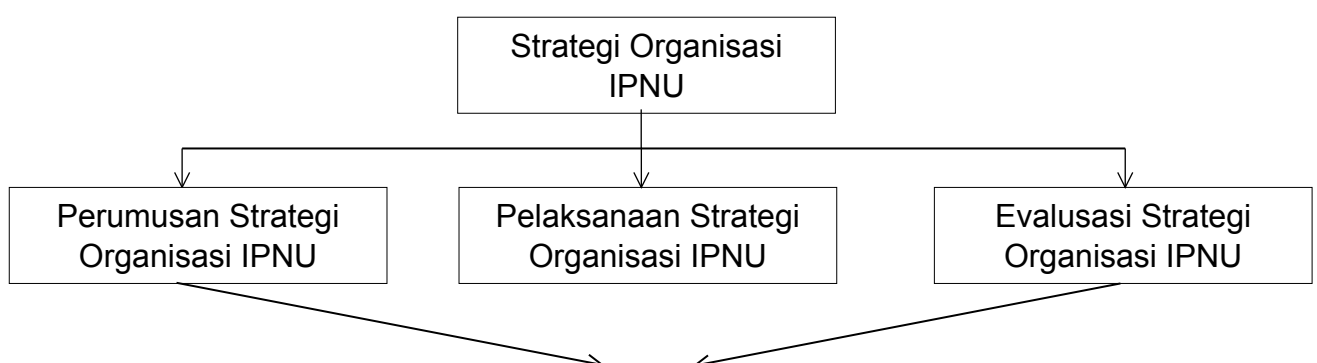 Strategi Organisasi
IPNU
Perumusan Strategi
Organisasi IPNU
Pelaksanaan Strategi
Organisasi IPNU
Evalusasi Strategi
Organisasi IPNU